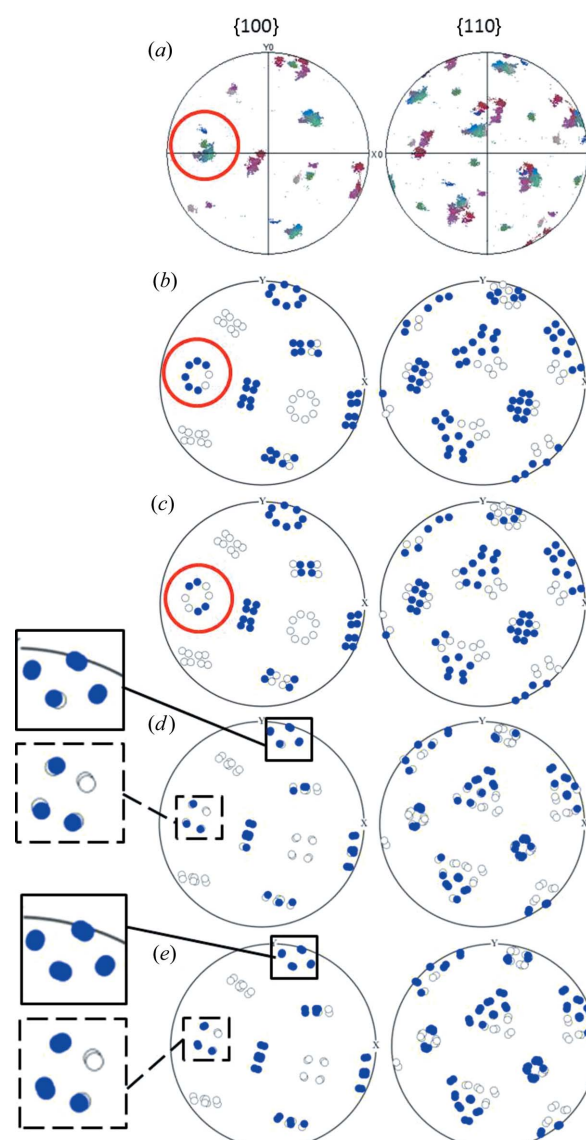 {100} {110}
(a) Y0
X0
(b) Y Y
X X
(c) Y Y
X X
(d) Y Y
X X
(e) Y Y
X X